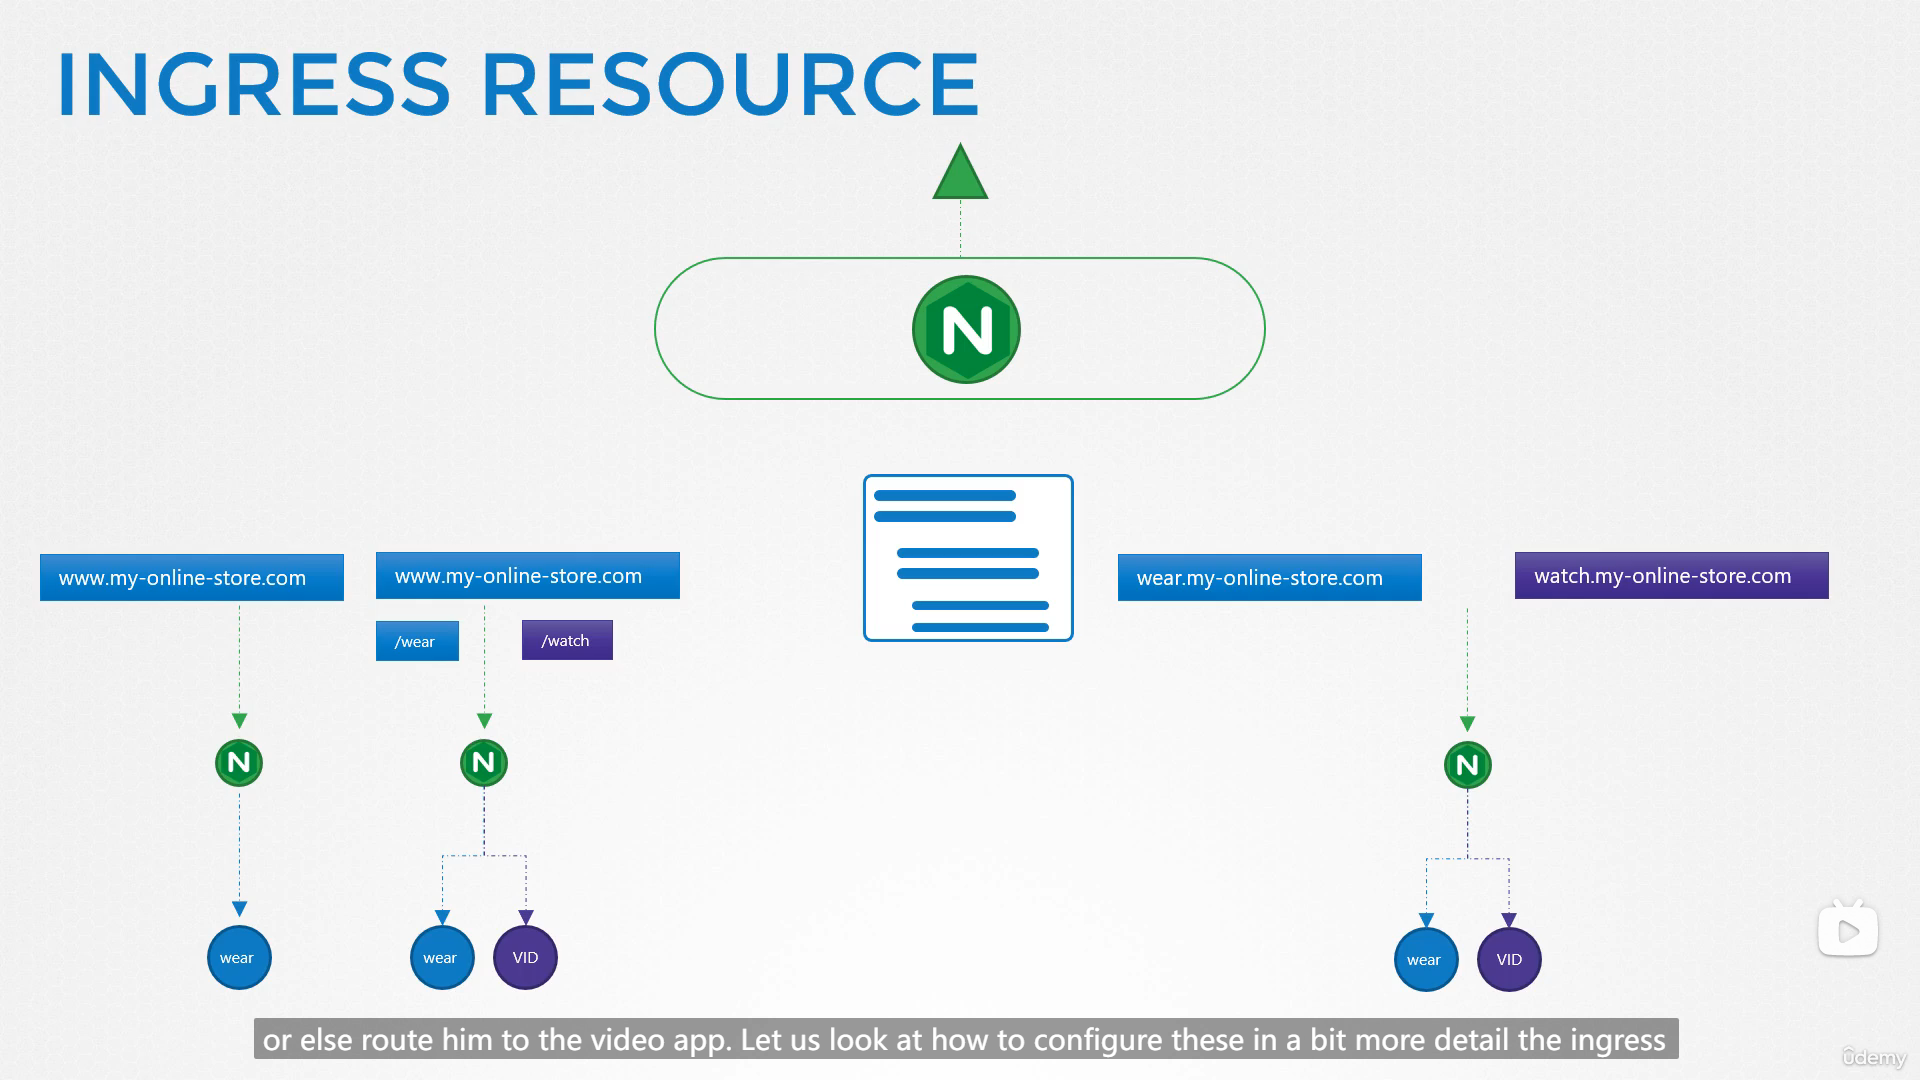 INGRESS RESOURCE
N
www.my-online-store.com
www.my-online-store.com
wear.my-online-store.com
watch.my-online-store.com
/wear
/watch
N
N
N
wear
wear
VID
wear
VID
or else route him to the video app. Let us look at how to configure these in a bit more detail the ingress
ûdemy